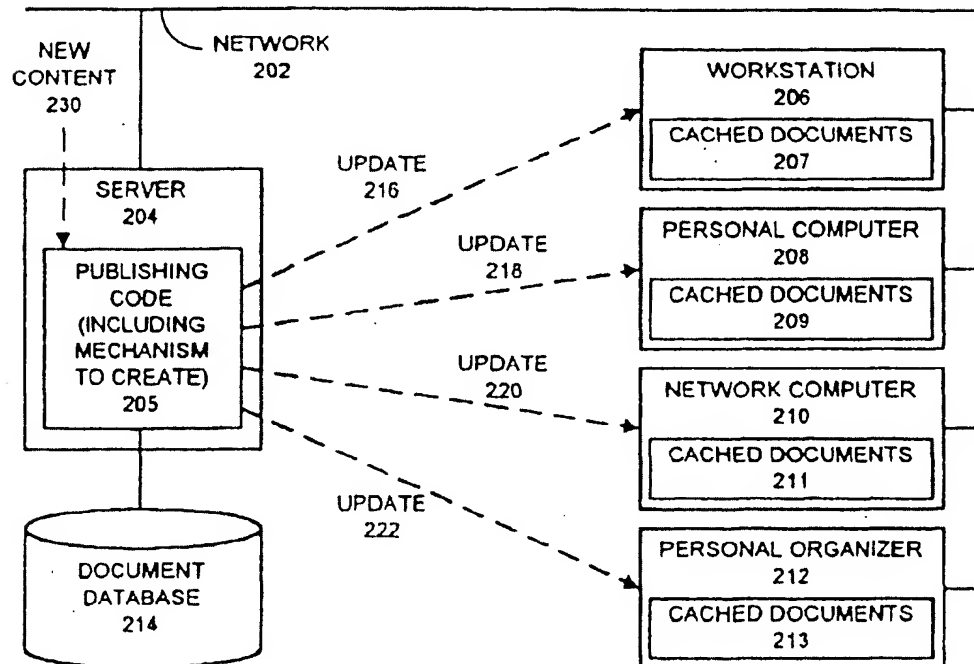 NETWORK
202
NEW
CONTENT
230
SERVER
204
PUBLISHING
CODE
(INCLUDING
MECHANISM
TO CREATE)
205
DOCUMENT
DATABASE
214
UPDATE
216
UPDATE
218
UPDATE
220
UPDATE
222
WORKSTATION
206
CACHED DOCUMENTS
207
PERSONAL COMPUTER
208
CACHED DOCUMENTS
209
NETWORK COMPUTER
210
CACHED DOCUMENTS
211
PERSONAL ORGANIZER
212
CACHED DOCUMENTS
213